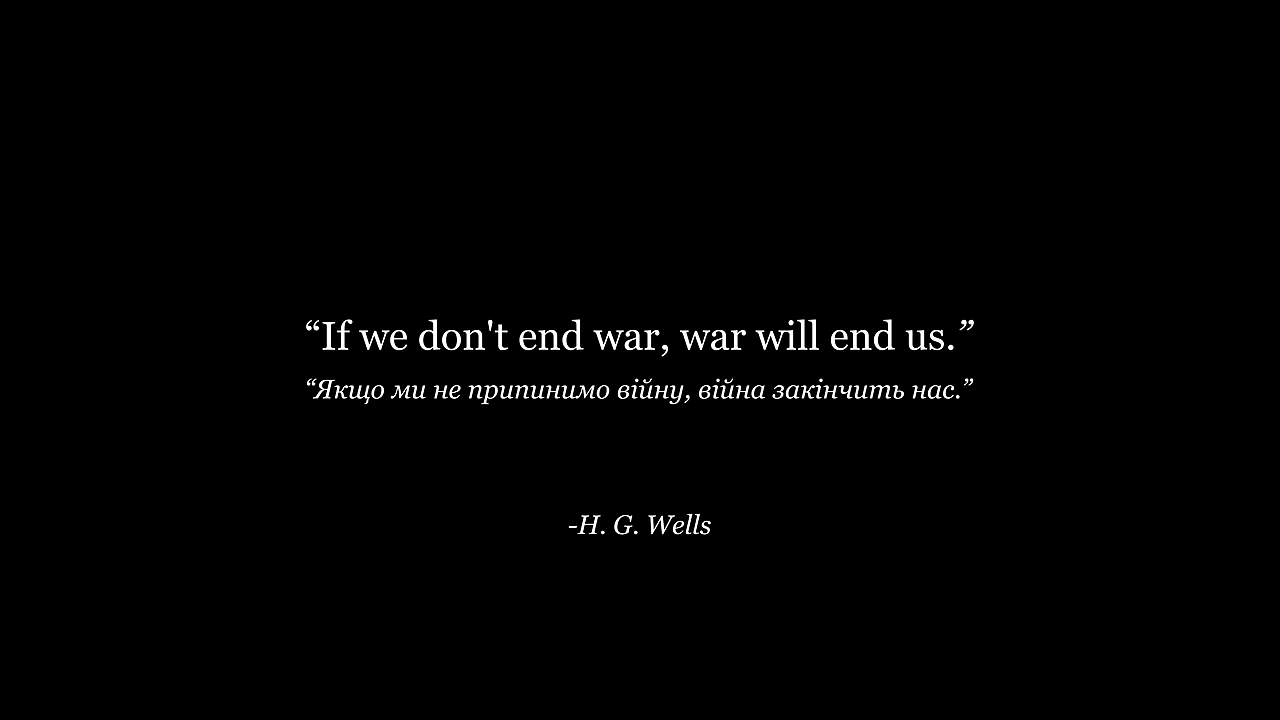 “If we don't end war, war will end us.”
“Якщо ми не припинимо війну, війна закінчить нас.”
-H. G. Wells